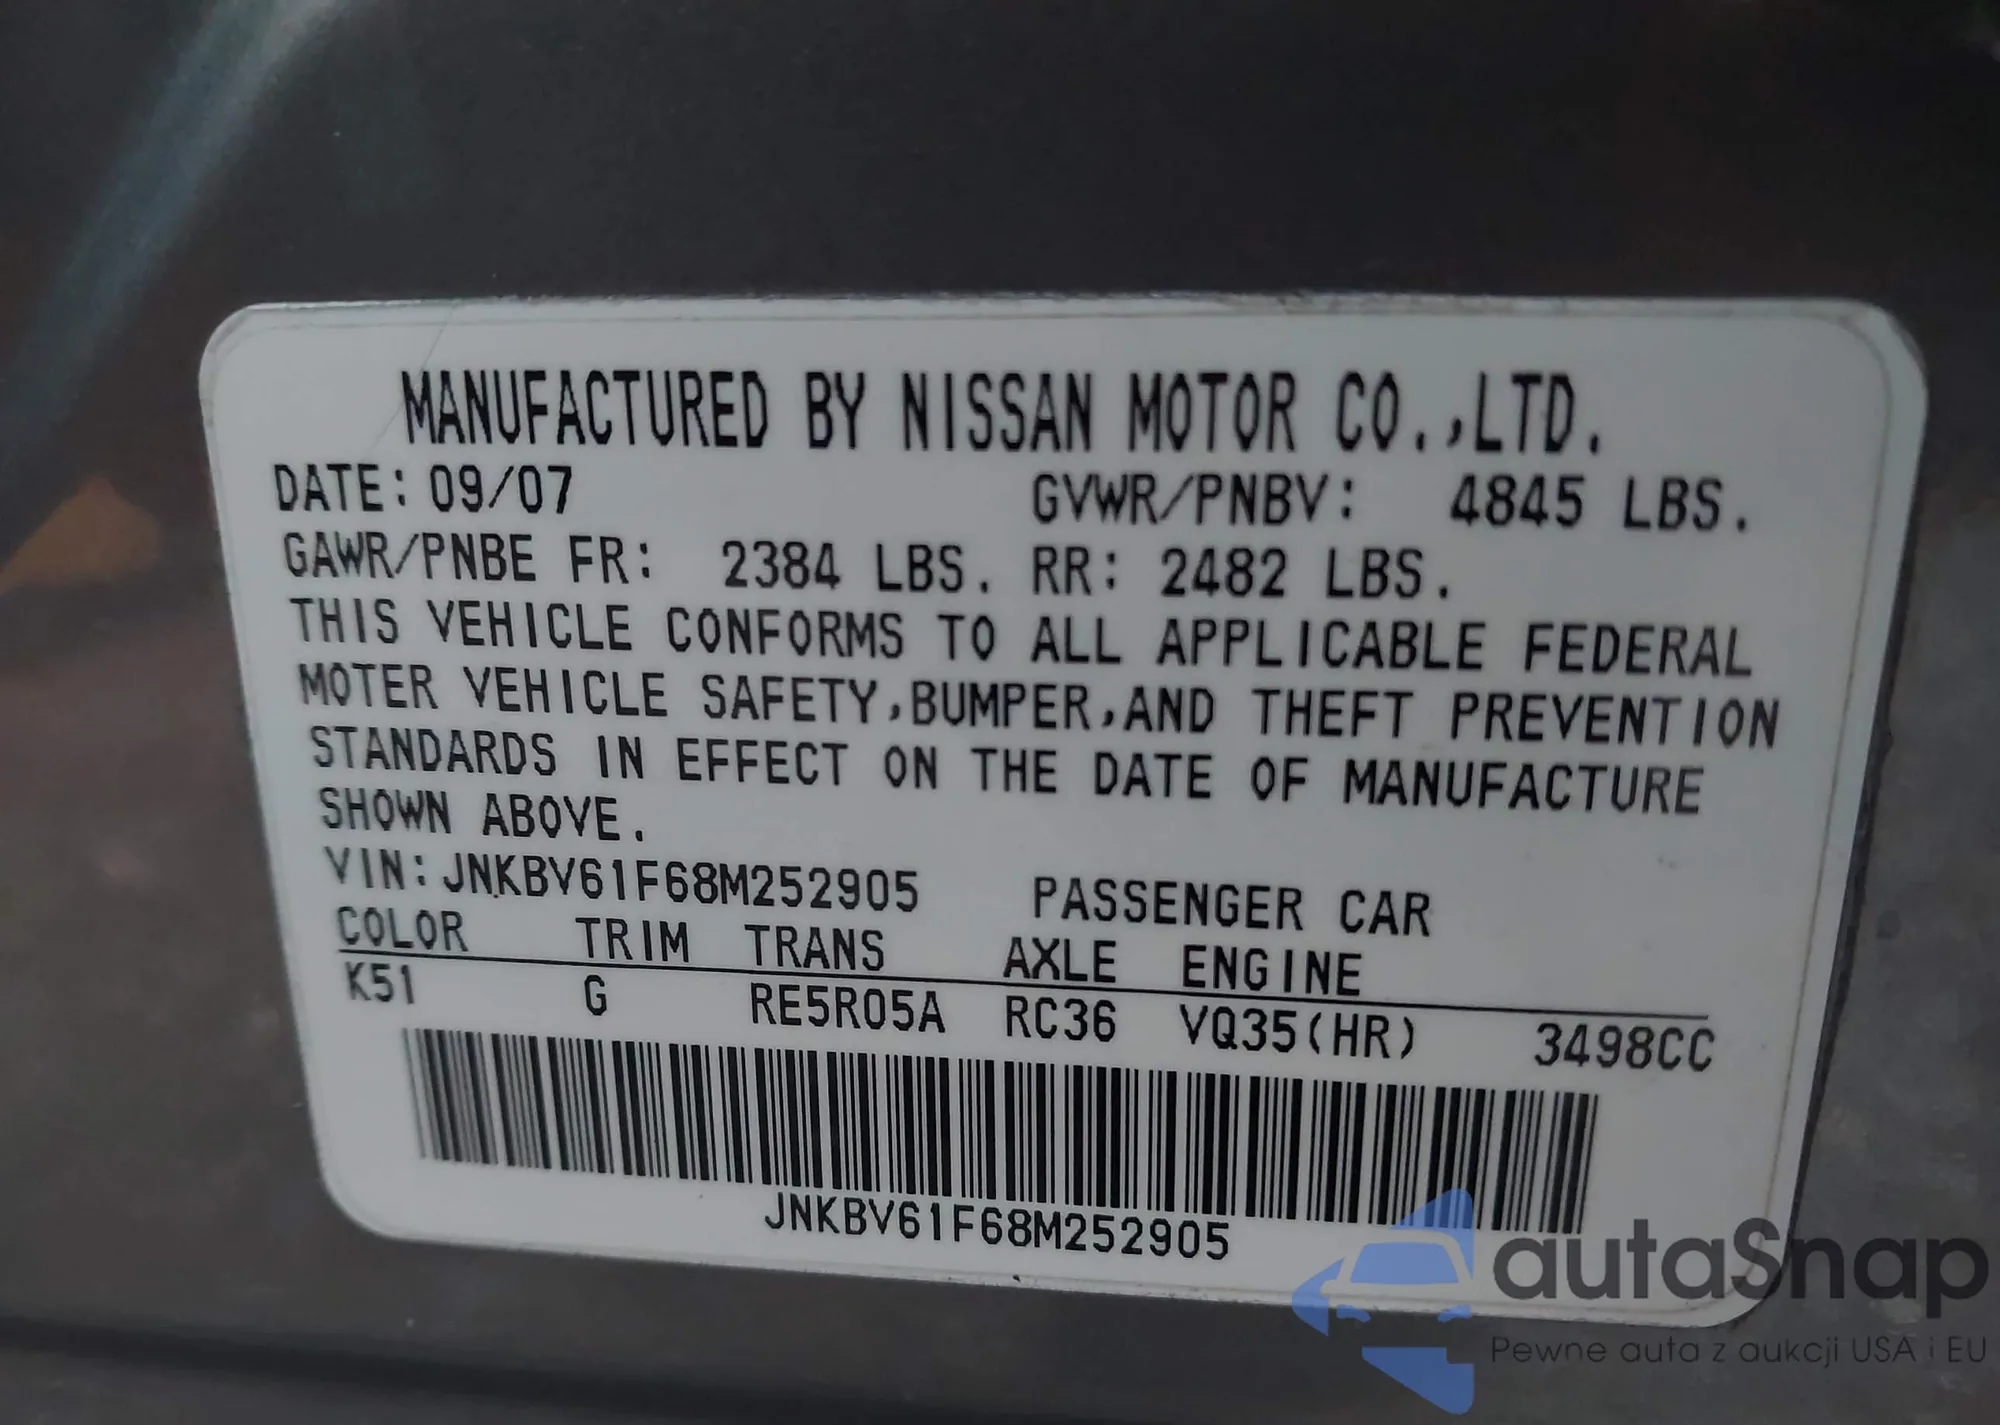 MANUFACTURED BY NISSAN MOTOR CO.,LTD.
DATE: 09/07 GVWR/PNBV: 4845 LBS.
GAWR/PNBE FR: 2384 LBS. RR: 2482 LBS.
THIS VEHICLE CONFORMS TO ALL APPLICABLE FEDERAL
MOTER VEHICLE SAFETY,BUMPER,AND THEFT PREVENTION
STANDARDS IN EFFECT ON THE DATE OF MANUFACTURE
SHOWN ABOVE.
VIN:JNKBV61F68M252905 PASSENGER CAR
COLOR TRIM TRANS AXLE ENGINE
K51 G RE5R05A RC36 VQ35(HR) 3498CC
JNKBV61F68M252905
autaSnap
Pewne auta z aukcji USA i EU